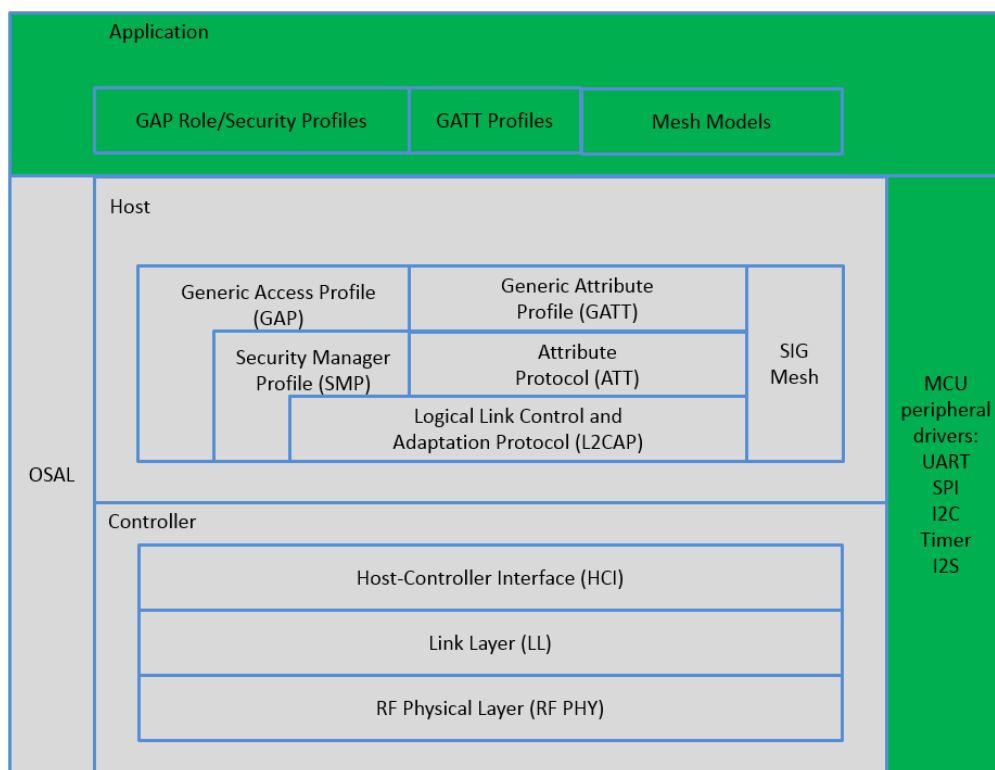 Application
GAP Role/Security Profiles
GATT Profiles
Mesh Models
OSAL
Host
Generic Access Profile
(GAP)
Generic Attribute
Profile (GATT)
Security Manager
Profile (SMP)
Attribute
Protocol (ATT)
Logical Link Control and
Adaptation Protocol (L2CAP)
SIG
Mesh
Controller
Host-Controller Interface (HCI)
Link Layer (LL)
RF Physical Layer (RF PHY)
MCU
peripheral
drivers:
UART
SPI
I2C
Timer
I2S